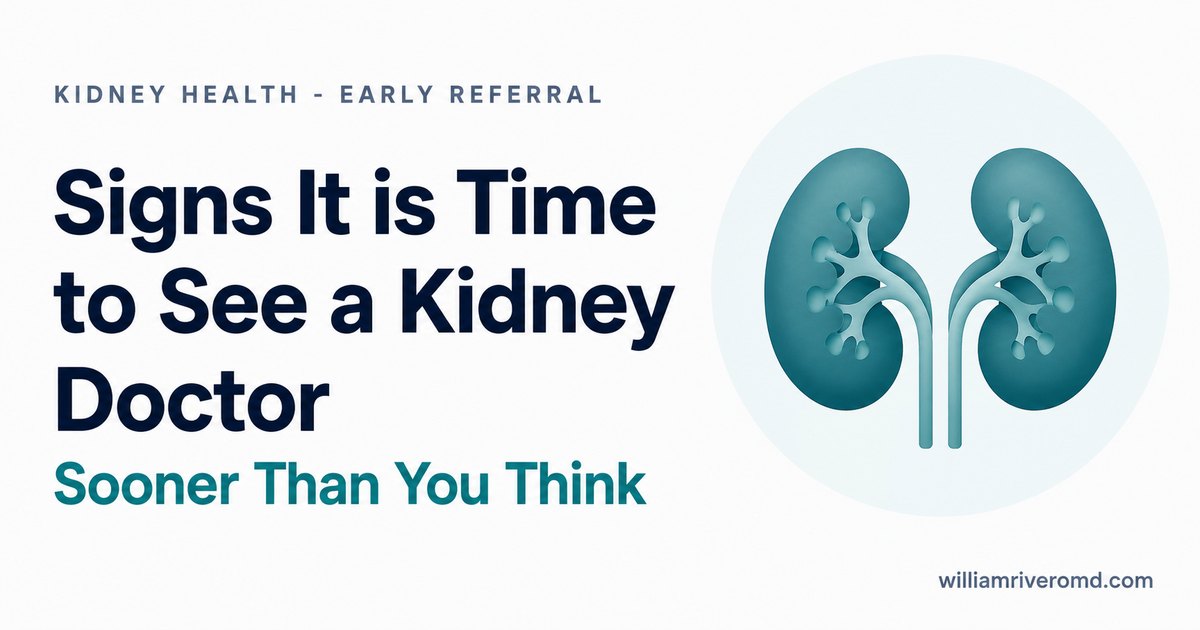 KIDNEY HEALTH - EARLY REFERRAL
Signs It is Time
to See a Kidney
Doctor
Sooner Than You Think
williamriveromd.com